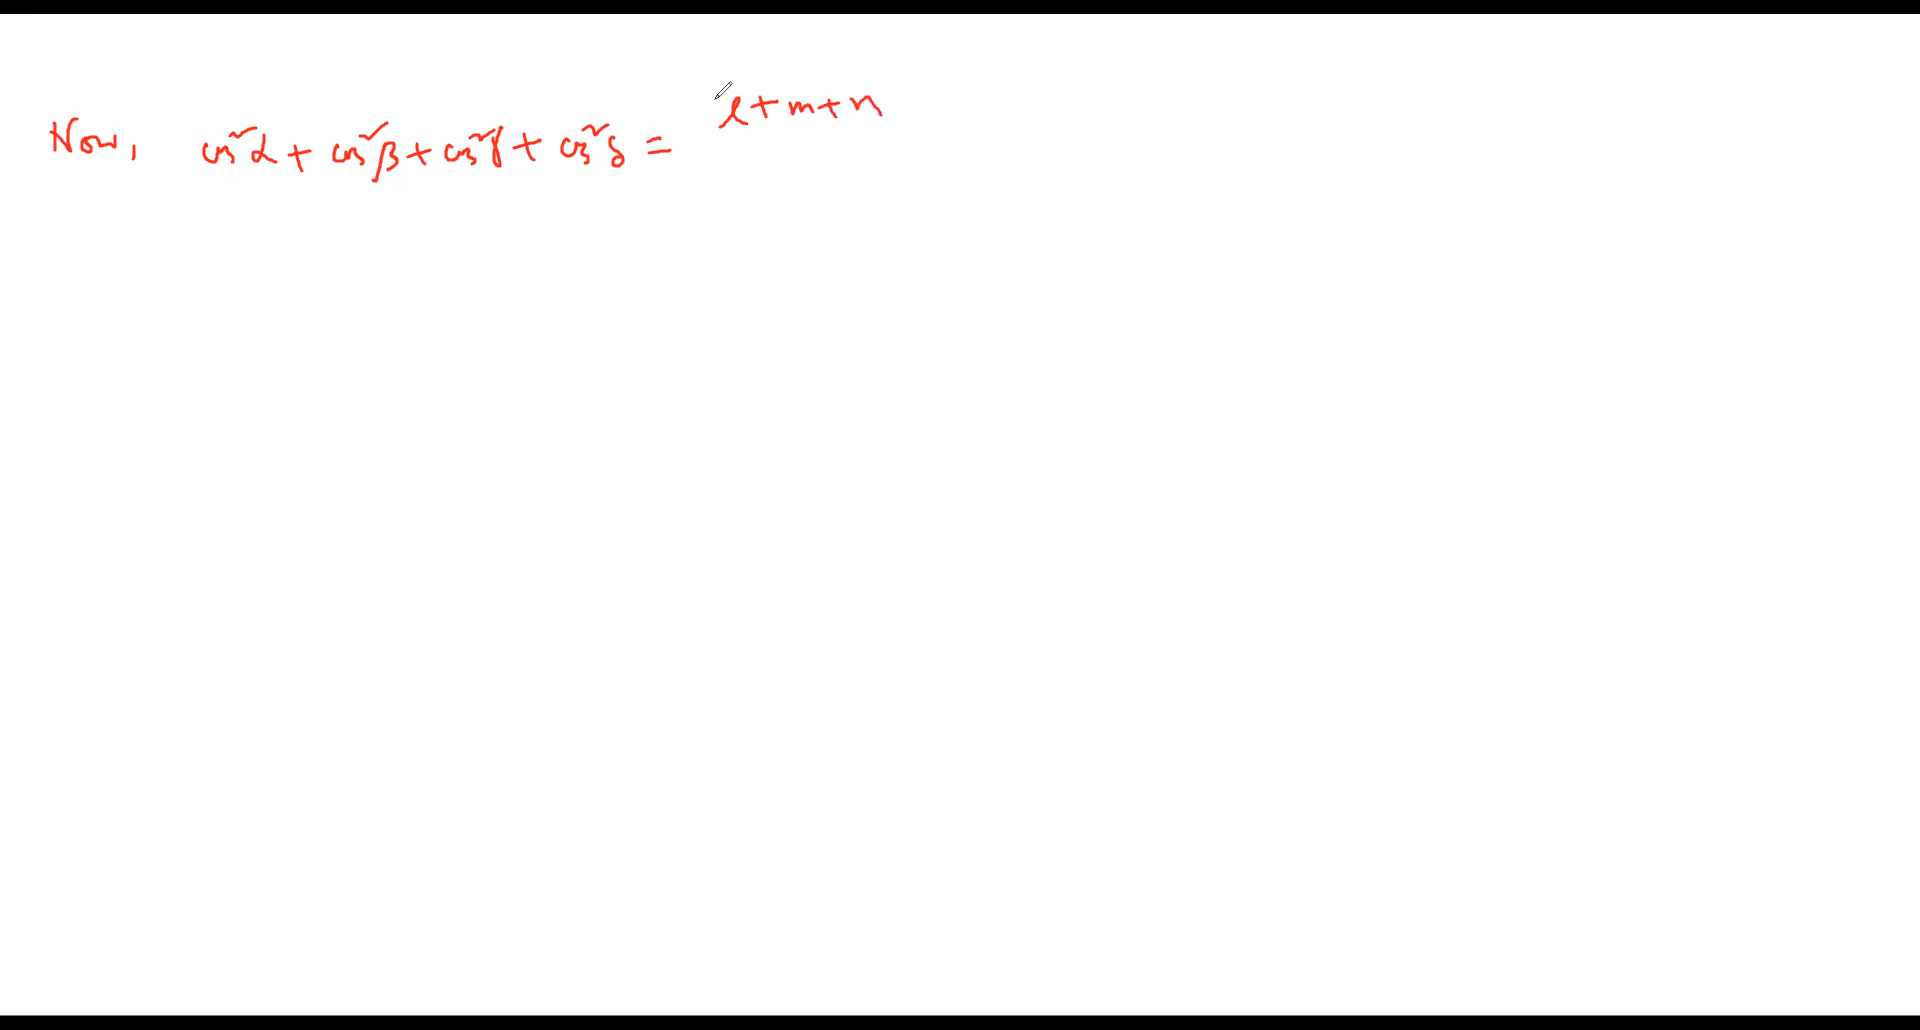 Now, cos²α + cos²β + cos²γ + cos²δ = l + m + n